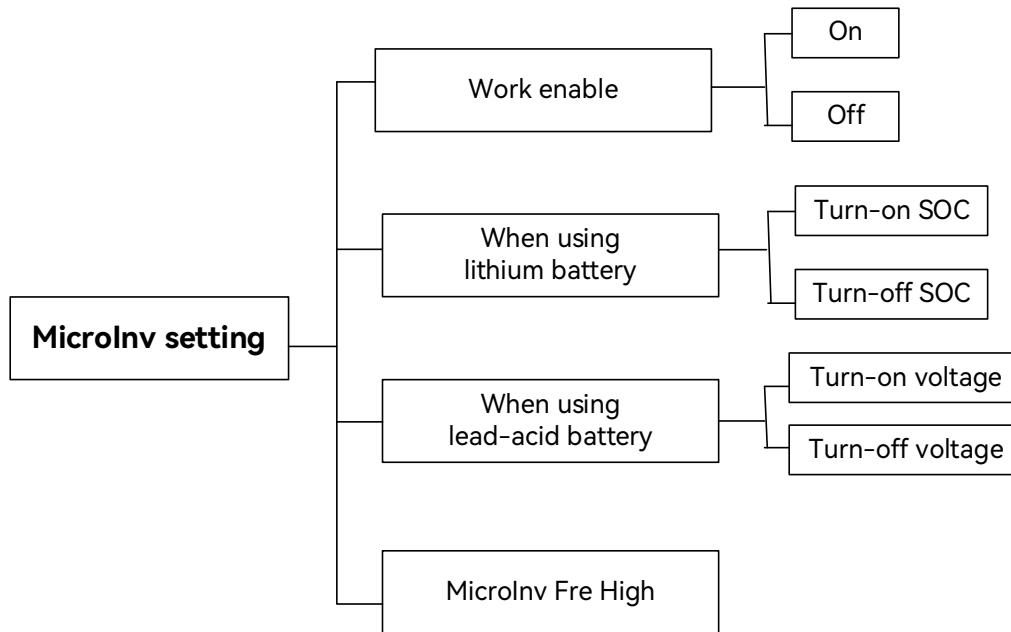 MicroInv setting
Work enable
On
Off
When using
lithium battery
Turn-on SOC
Turn-off SOC
When using
lead-acid battery
Turn-on voltage
Turn-off voltage
MicroInv Fre High